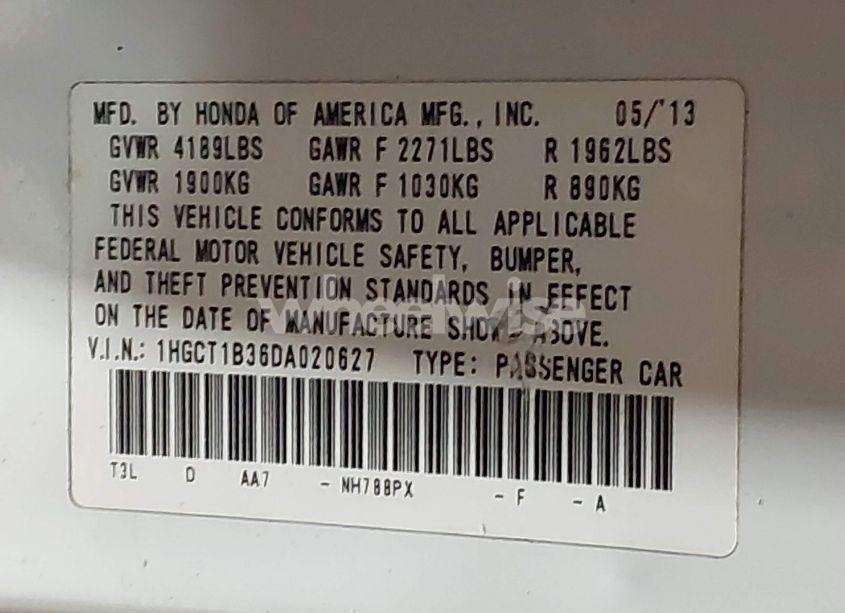 MFD. BY HONDA OF AMERICA MFG., INC. 05/'13
GVWR 4189LBS GAWR F 2271LBS R 1962LBS
GVWR 1900KG GAWR F 1030KG R 890KG
THIS VEHICLE CONFORMS TO ALL APPLICABLE
FEDERAL MOTOR VEHICLE SAFETY, BUMPER,
AND THEFT PREVENTION STANDARDS IN EFFECT
wheelwise
ON THE DATE OF MANUFACTURE SHOWN ABOVE.
V.I.N.: 1HGCT1B36DA020627 TYPE: PASSENGER CAR
T3L D AA7 - NH788PX - F - A